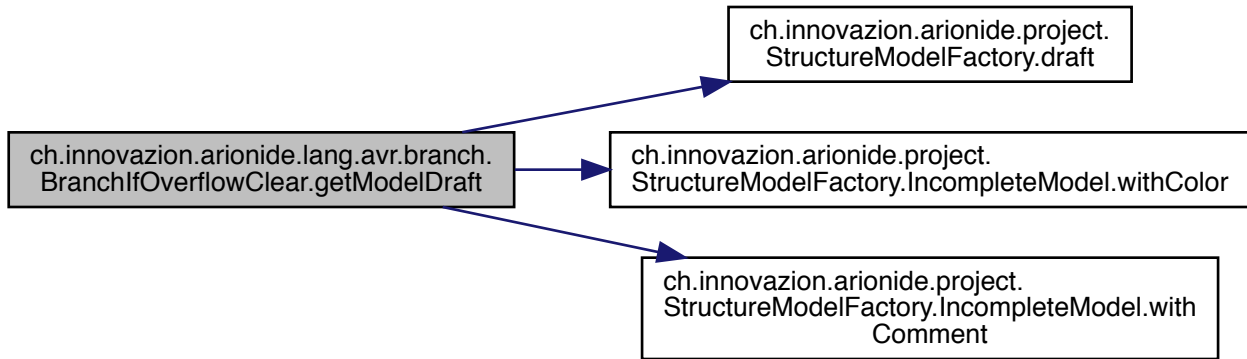 ch.innovazion.arionide.project.
StructureModelFactory.draft
ch.innovazion.arionide.lang.avr.branch.
BranchIfOverflowClear.getModelDraft
ch.innovazion.arionide.project.
StructureModelFactory.IncompleteModel.withColor
ch.innovazion.arionide.project.
StructureModelFactory.IncompleteModel.with
Comment